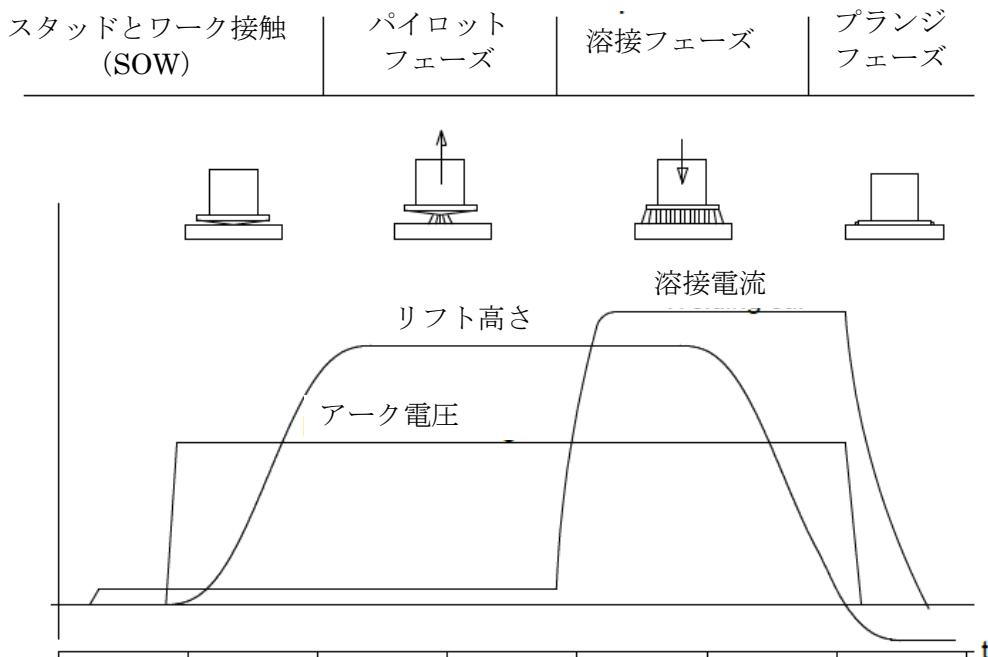 スタッドとワーク接触
（SOW）
パイロット
フェーズ
溶接フェーズ
プランジ
フェーズ
溶接電流
リフト高さ
アーク電圧
t